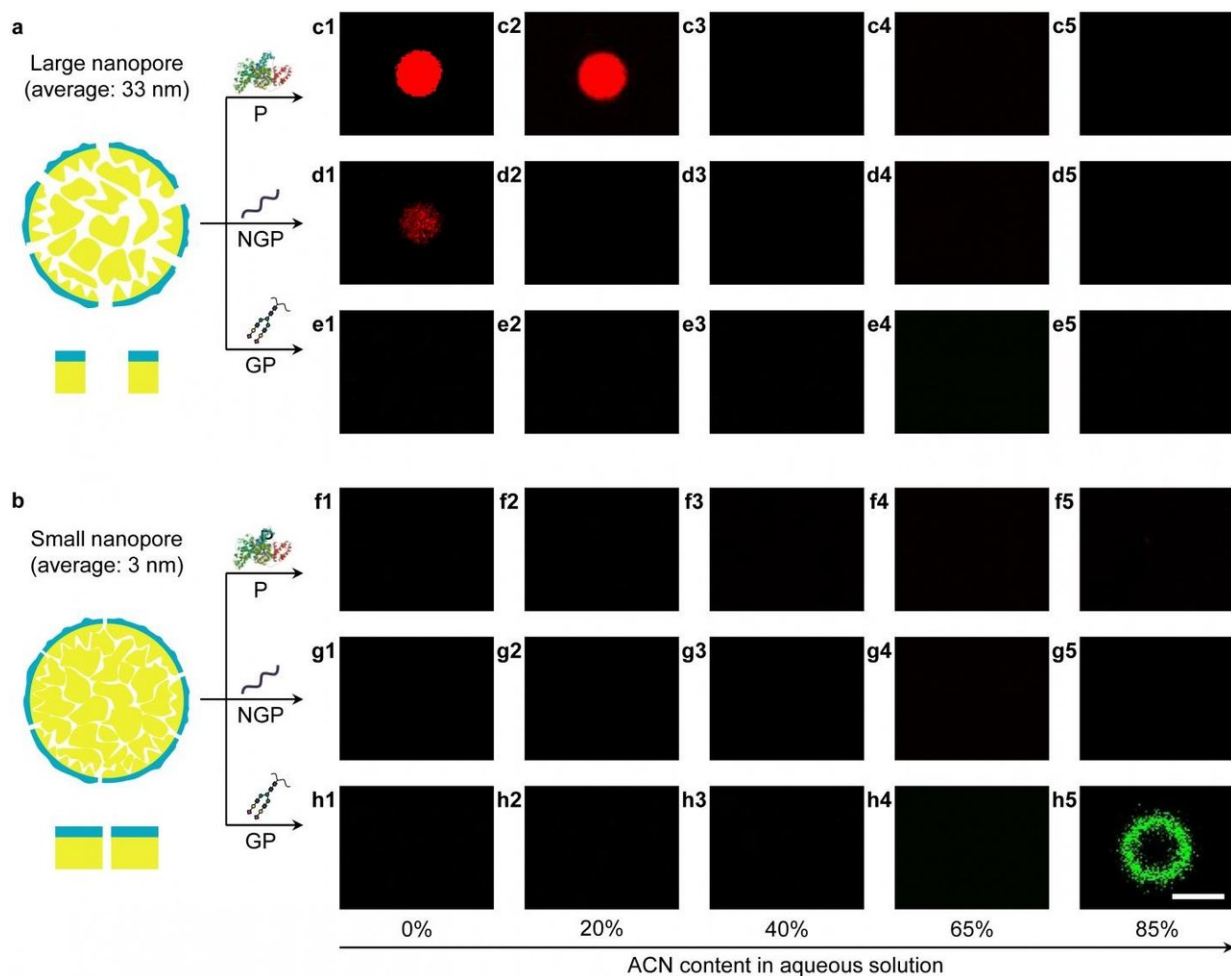 a
Large nanopore
(average: 33 nm)
P
NGP
GP
c1 c2 c3 c4 c5
d1 d2 d3 d4 d5
e1 e2 e3 e4 e5
b
Small nanopore
(average: 3 nm)
P
NGP
GP
f1 f2 f3 f4 f5
g1 g2 g3 g4 g5
h1 h2 h3 h4 h5
0% 20% 40% 65% 85%
ACN content in aqueous solution